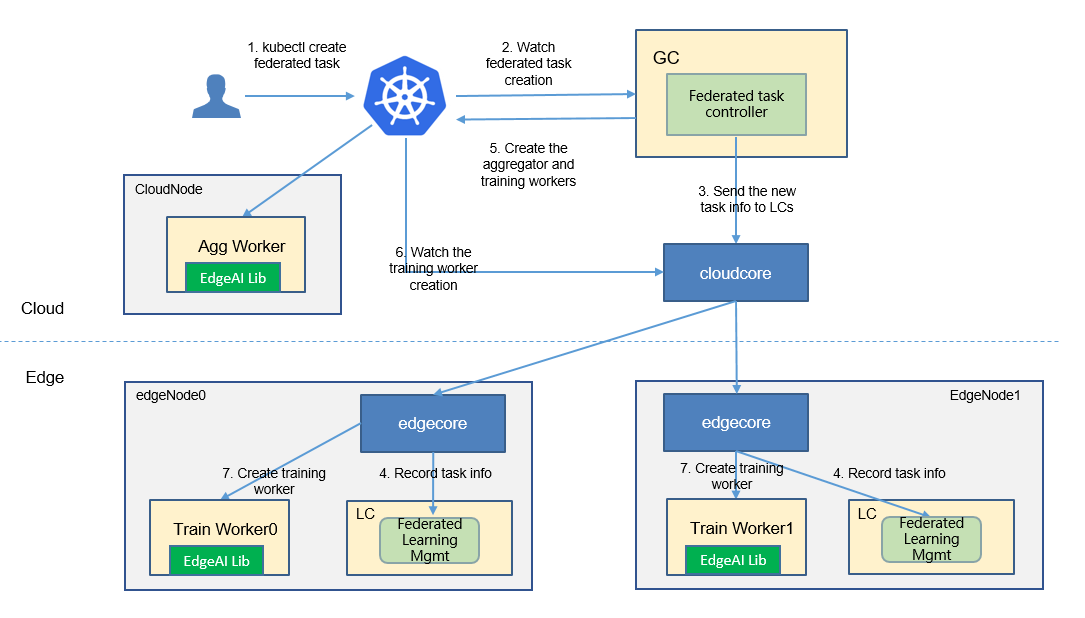 1. kubectl create
federated task
2. Watch
federated task
creation
GC
Federated task
controller
5. Create the
aggregator and
training workers
3. Send the new
task info to LCs
CloudNode
Agg Worker
EdgeAI Lib
6. Watch the
training worker
creation
cloudcore
Cloud
Edge
edgeNode0
edgecore
7. Create training
worker
4. Record task info
Train Worker0
EdgeAI Lib
LC
Federated
Learning
Mgmt
EdgeNode1
edgecore
7. Create training
worker
4. Record task info
Train Worker1
EdgeAI Lib
LC
Federated
Learning
Mgmt